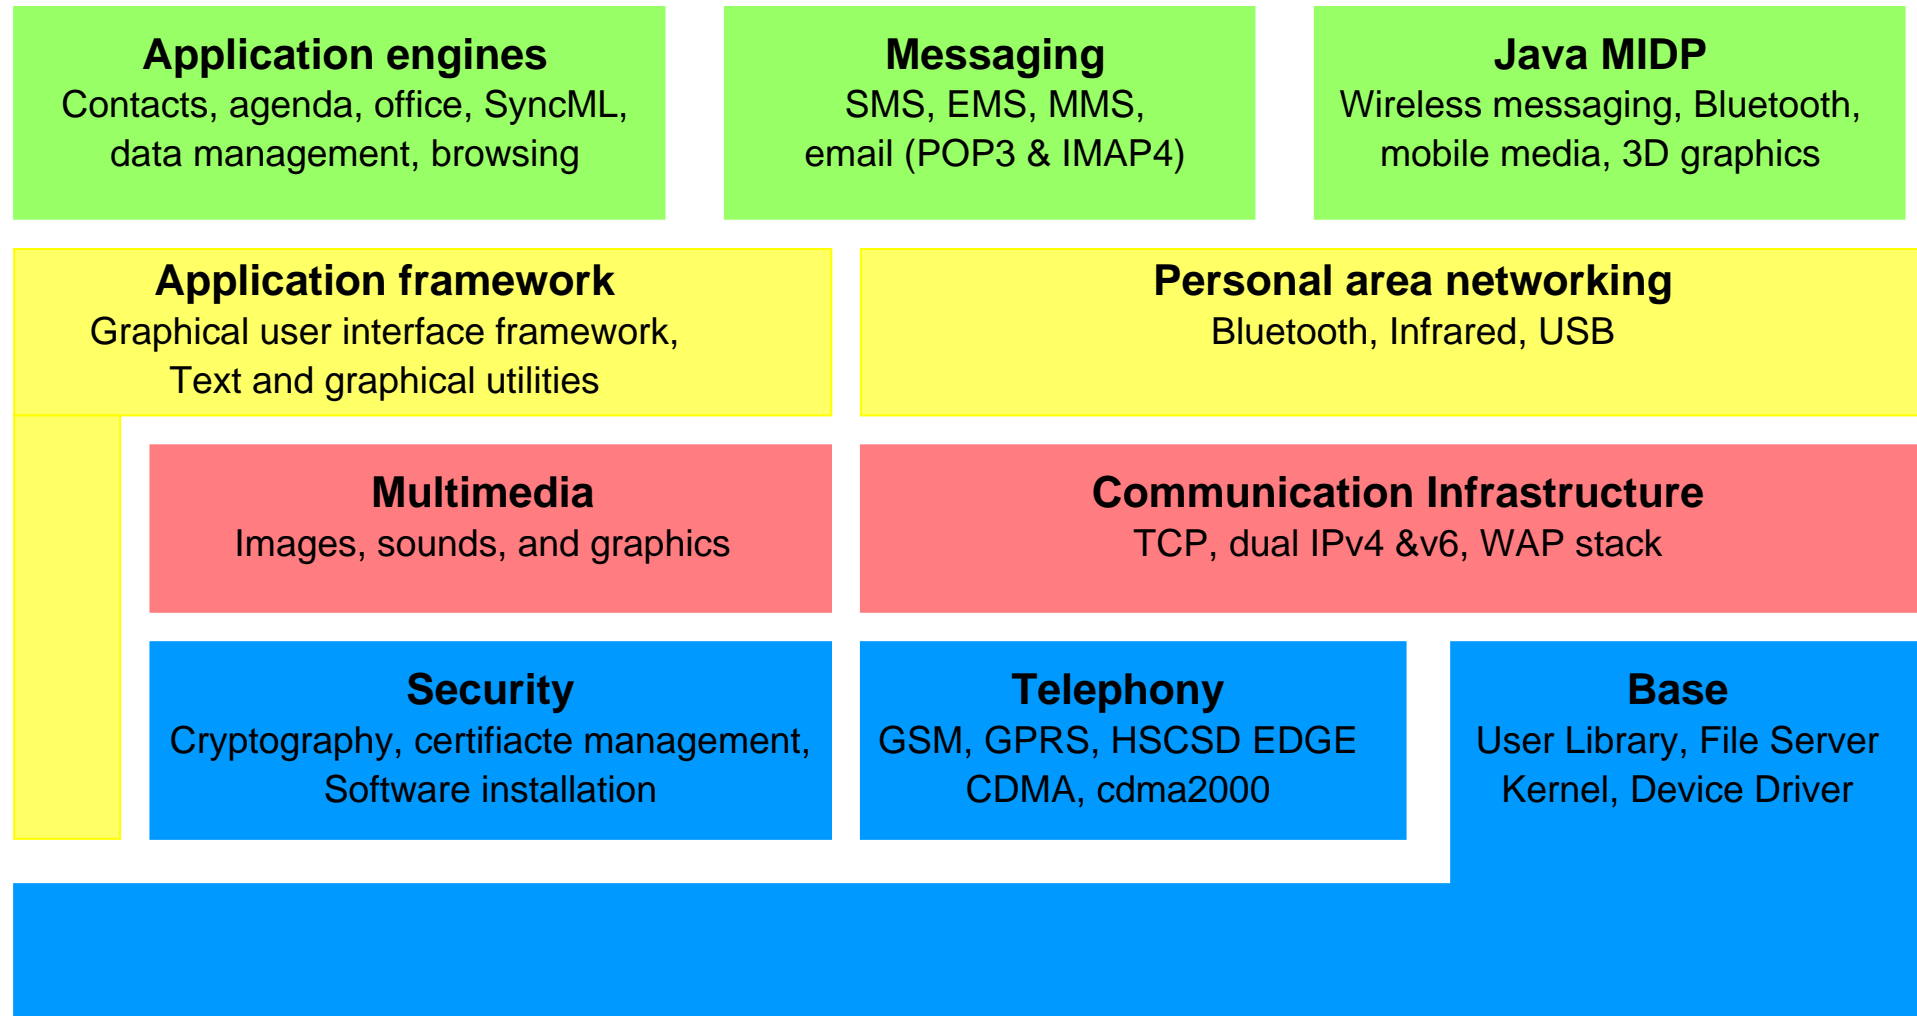 Application engines
Contacts, agenda, office, SyncML,
data management, browsing
Messaging
SMS, EMS, MMS,
email (POP3 & IMAP4)
Java MIDP
Wireless messaging, Bluetooth,
mobile media, 3D graphics
Application framework
Graphical user interface framework,
Text and graphical utilities
Personal area networking
Bluetooth, Infrared, USB
Multimedia
Images, sounds, and graphics
Communication Infrastructure
TCP, dual IPv4 &v6, WAP stack
Security
Cryptography, certifiacte management,
Software installation
Telephony
GSM, GPRS, HSCSD EDGE
CDMA, cdma2000
Base
User Library, File Server
Kernel, Device Driver